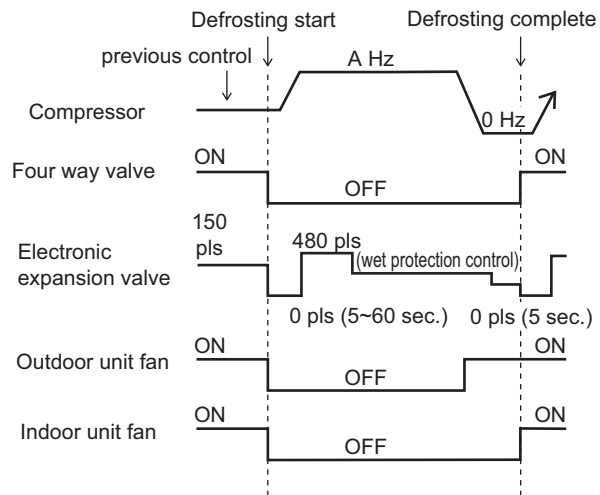 Defrosting start
Defrosting complete
previous control
A Hz
Compressor
0 Hz
ON
ON
Four way valve
OFF
150
pls
480 pls
(wet protection control)
Electronic
expansion valve
0 pls (5~60 sec.)
0 pls (5 sec.)
ON
ON
Outdoor unit fan
OFF
ON
ON
Indoor unit fan
OFF